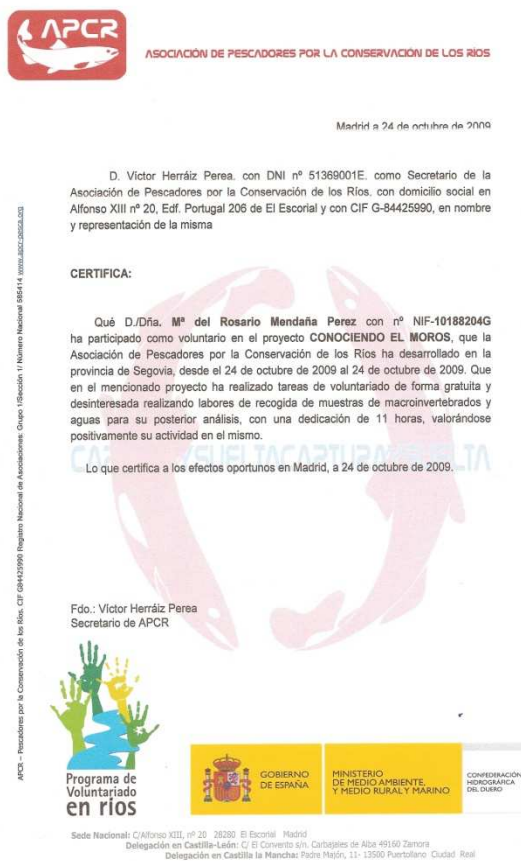 APCR
ASOCIACIÓN DE PESCADORES POR LA CONSERVACIÓN DE LOS RÍOS
Madrid a 24 de octubre de 2009
D. Victor Herráiz Perea. con DNI nº 51369001E. como Secretario de la
Asociación de Pescadores por la Conservación de los Ríos. con domicilio social en
Alfonso XIII nº 20, Edf. Portugal 206 de El Escorial y con CIF G-84425990, en nombre
y representación de la misma
CERTIFICA:
Qué D./Dña. Mª del Rosario Mendaña Perez con nº NIF-10188204G
ha participado como voluntario en el proyecto CONOCIENDO EL MOROS, que la
Asociación de Pescadores por la Conservación de los Ríos ha desarrollado en la
provincia de Segovia, desde el 24 de octubre de 2009 al 24 de octubre de 2009. Que
en el mencionado proyecto ha realizado tareas de voluntariado de forma gratuita y
desinteresada realizando labores de recogida de muestras de macroinvertebrados y
aguas para su posterior análisis, con una dedicación de 11 horas, valorándose
positivamente su actividad en el mismo.
Lo que certifica a los efectos oportunos en Madrid, a 24 de octubre de 2009.
Fdo.: Víctor Herráiz Perea
Secretario de APCR
APCR – Pescadores por la Conservación de los Ríos. CIF G84425990 Registro Nacional de Asociaciones: Grupo 1/Sección 1/ Número Nacional 585414 www.apcr-pesca.org
Programa de
Voluntariado
en ríos
GOBIERNO
DE ESPAÑA
MINISTERIO
DE MEDIO AMBIENTE,
Y MEDIO RURAL Y MARINO
CONFEDERACIÓN
HIDROGRÁFICA
DEL DUERO
Sede Nacional: C/Alfonso XIII, nº 20 28280 El Escorial Madrid
Delegación en Castilla-León: C/ El Convento s/n. Carbajales de Alba 49160 Zamora
Delegación en Castilla la Mancha: Padre Majón, 11- 13500 Puertollano Ciudad Real